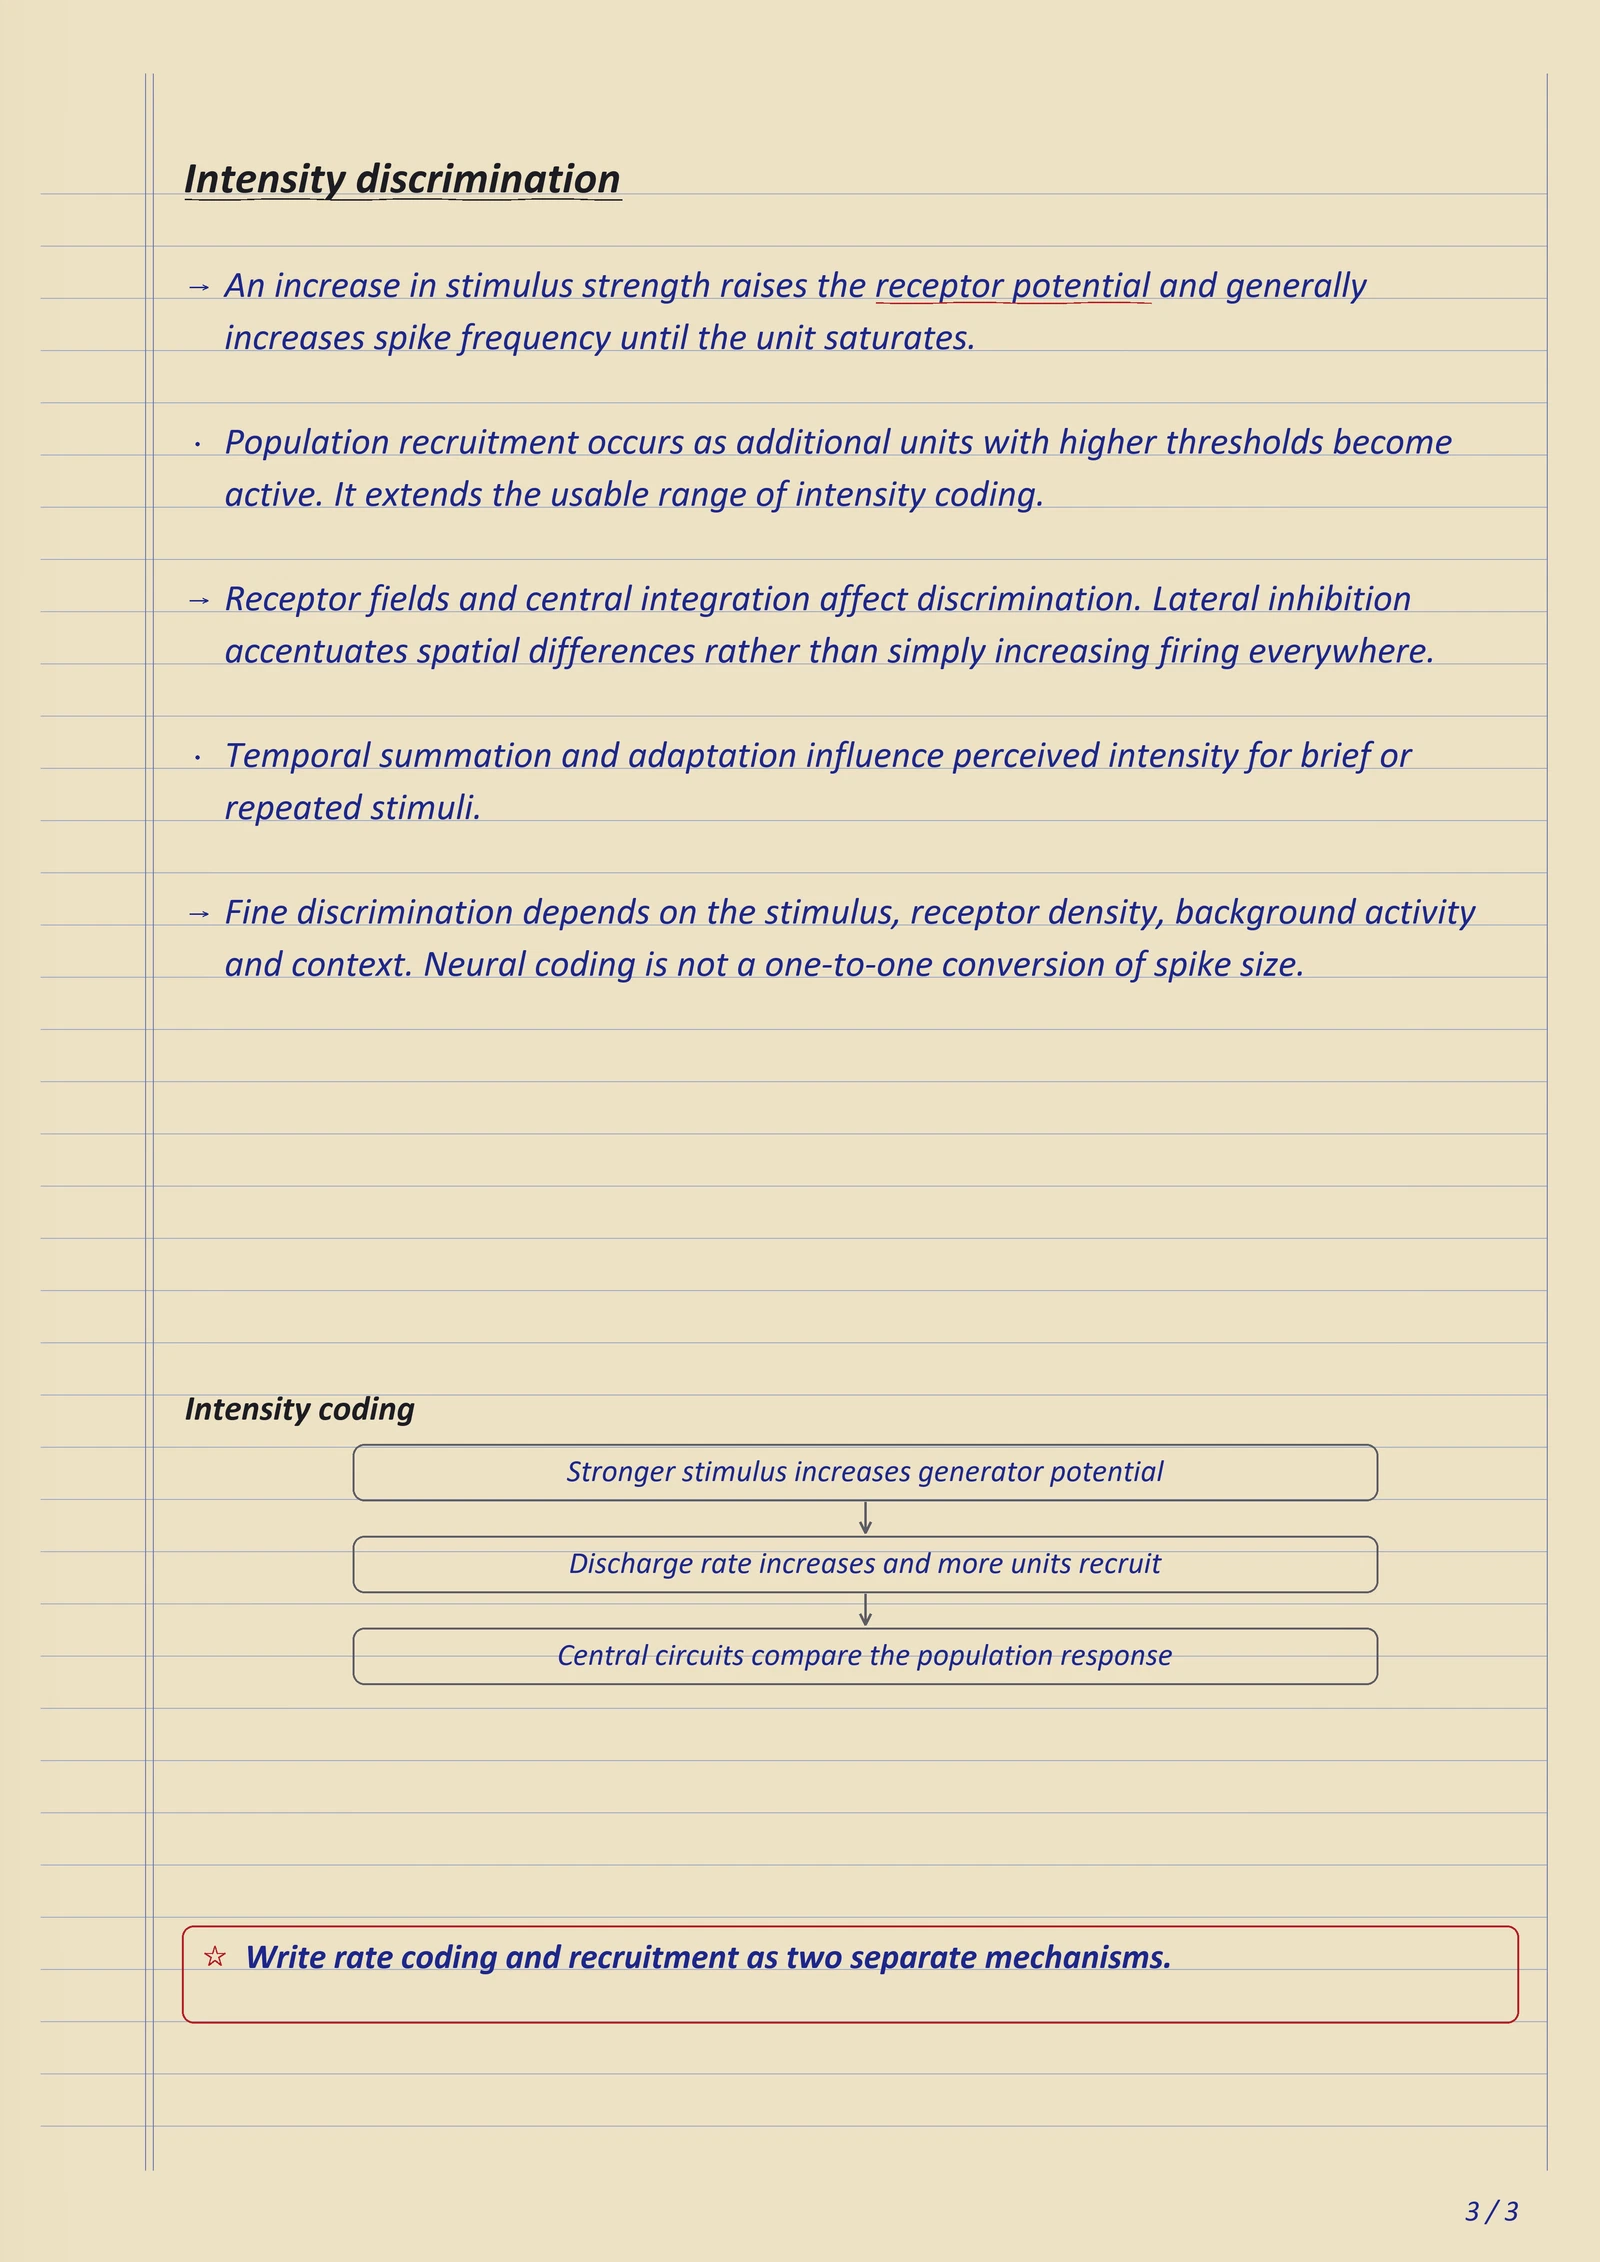 Intensity discrimination
→ An increase in stimulus strength raises the receptor potential and generally
increases spike frequency until the unit saturates.
· Population recruitment occurs as additional units with higher thresholds become
active. It extends the usable range of intensity coding.
→ Receptor fields and central integration affect discrimination. Lateral inhibition
accentuates spatial differences rather than simply increasing firing everywhere.
· Temporal summation and adaptation influence perceived intensity for brief or
repeated stimuli.
→ Fine discrimination depends on the stimulus, receptor density, background activity
and context. Neural coding is not a one-to-one conversion of spike size.
Intensity coding
Stronger stimulus increases generator potential
Discharge rate increases and more units recruit
Central circuits compare the population response
☆ Write rate coding and recruitment as two separate mechanisms.
3 / 3